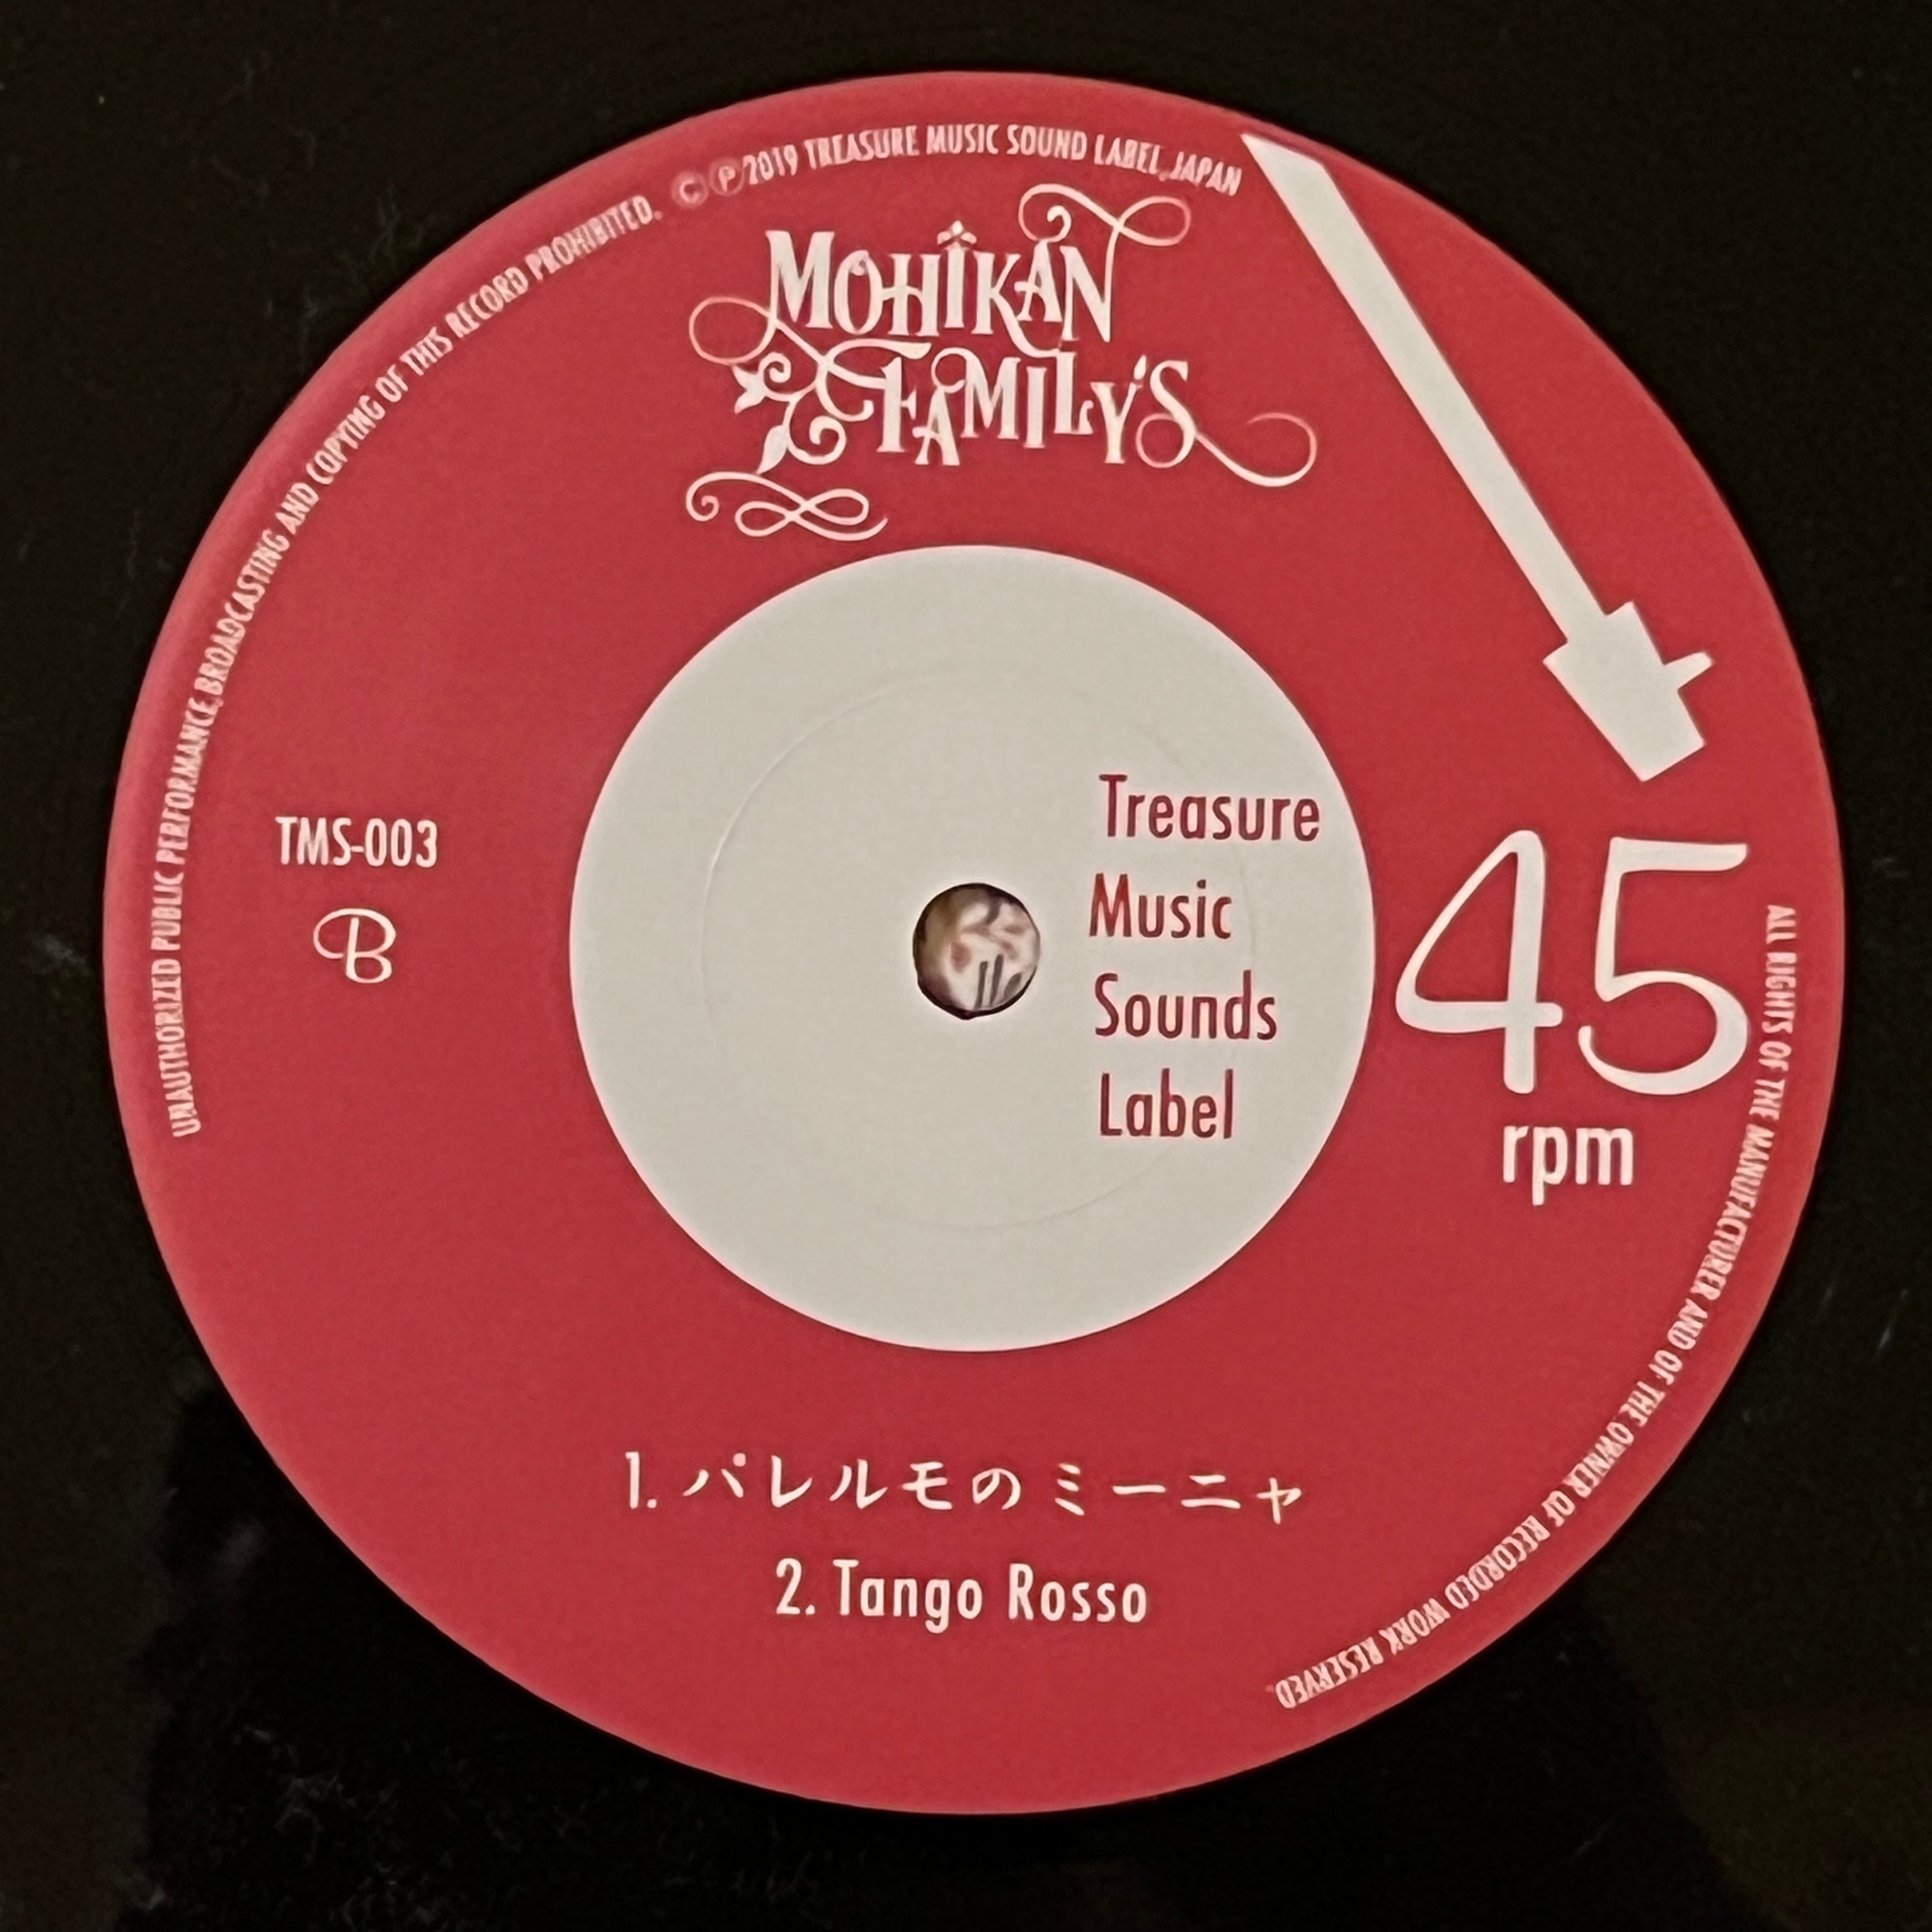 UNAUTHORIZED PUBLIC PERFORMANCE, BROADCASTING AND COPYING OF THIS RECORD PROHIBITED. © ℗ 2019 TREASURE MUSIC SOUND LABEL, JAPAN
MOHIKAN
FAMILY'S
TMS-003
B
Treasure
Music
Sounds
Label
45
rpm
ALL RIGHTS OF THE MANUFACTURER AND OF THE OWNER OF RECORDED WORK RESERVED.
1. パレルモのミーニャ
2. Tango Rosso